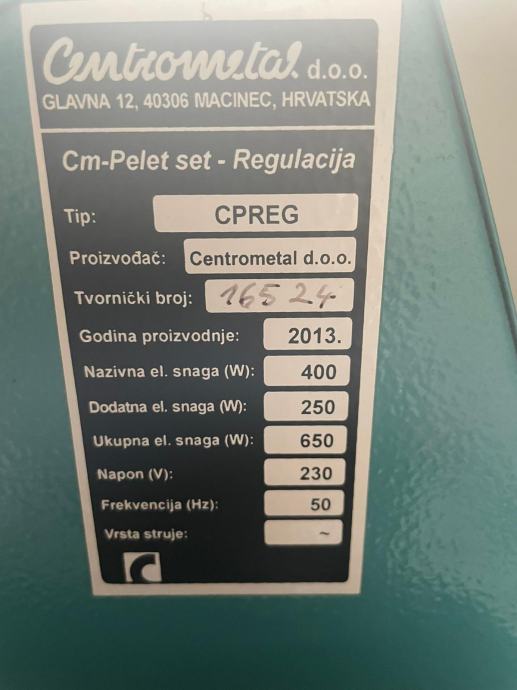 Centrometal d.o.o.
GLAVNA 12, 40306 MACINEC, HRVATSKA
Cm-Pelet set - Regulacija
Tip: CPREG
Proizvođač: Centrometal d.o.o.
Tvornički broj: 16524
Godina proizvodnje: 2013.
Nazivna el. snaga (W): 400
Dodatna el. snaga (W): 250
Ukupna el. snaga (W): 650
Napon (V): 230
Frekvencija (Hz): 50
Vrsta struje: ~